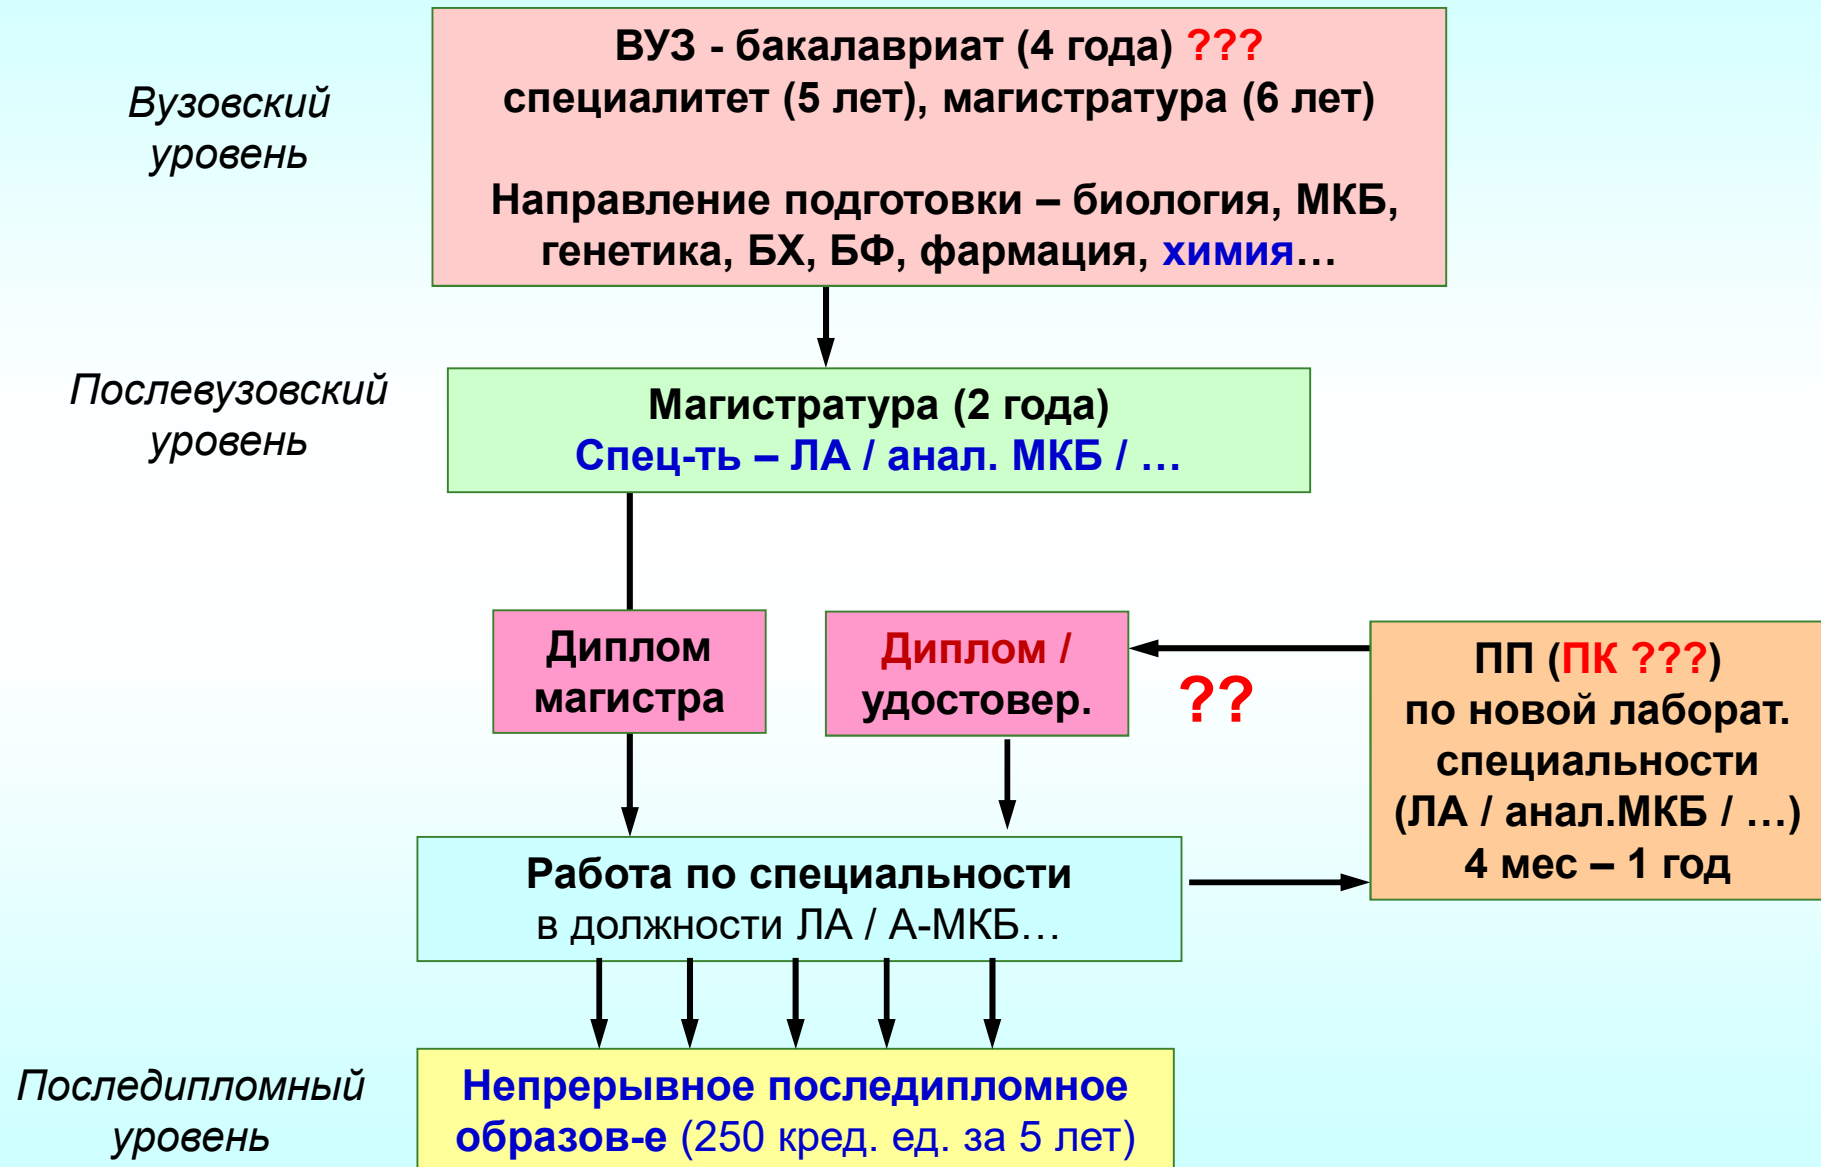 ВУЗ - бакалавриат (4 года) ???
специалитет (5 лет), магистратура (6 лет)
Направление подготовки – биология, МКБ,
генетика, БХ, БФ, фармация, химия…
Вузовский
уровень
Послевузовский
уровень
Магистратура (2 года)
Спец-ть – ЛА / анал. МКБ / …
Диплом
магистра
Диплом /
удостовер.
??
ПП (ПК ???)
по новой лаборат.
специальности
(ЛА / анал.МКБ / …)
4 мес – 1 год
Работа по специальности
в должности ЛА / А-МКБ…
Последипломный
уровень
Непрерывное последипломное
образов-е (250 кред. ед. за 5 лет)